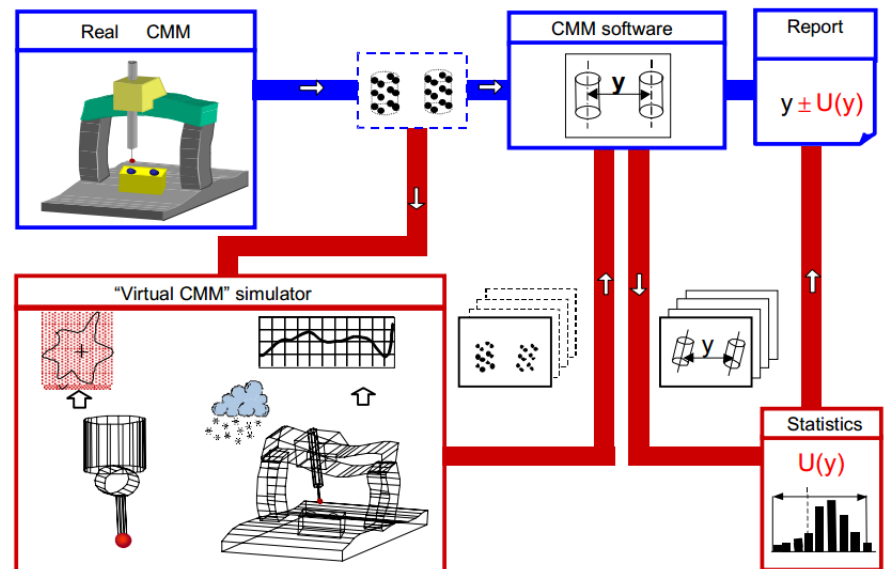 Real CMM
CMM software
y
Report
y ± U(y)
“Virtual CMM” simulator
y
Statistics
U(y)